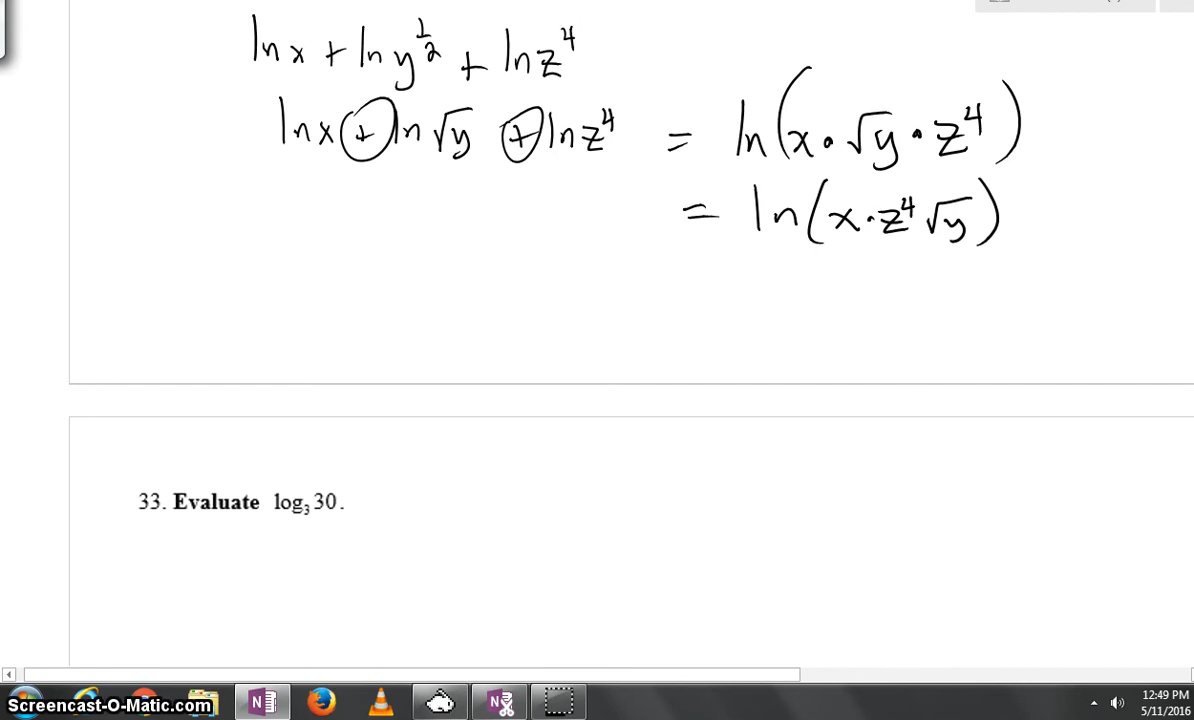 ln x + ln y^{1/2} + ln z^4
ln x + ln √y + ln z^4 = ln(x · √y · z^4)
= ln(x · z^4 √y)
33. Evaluate log₃ 30.
Screencast-O-Matic.com
12:49 PM
5/11/2016